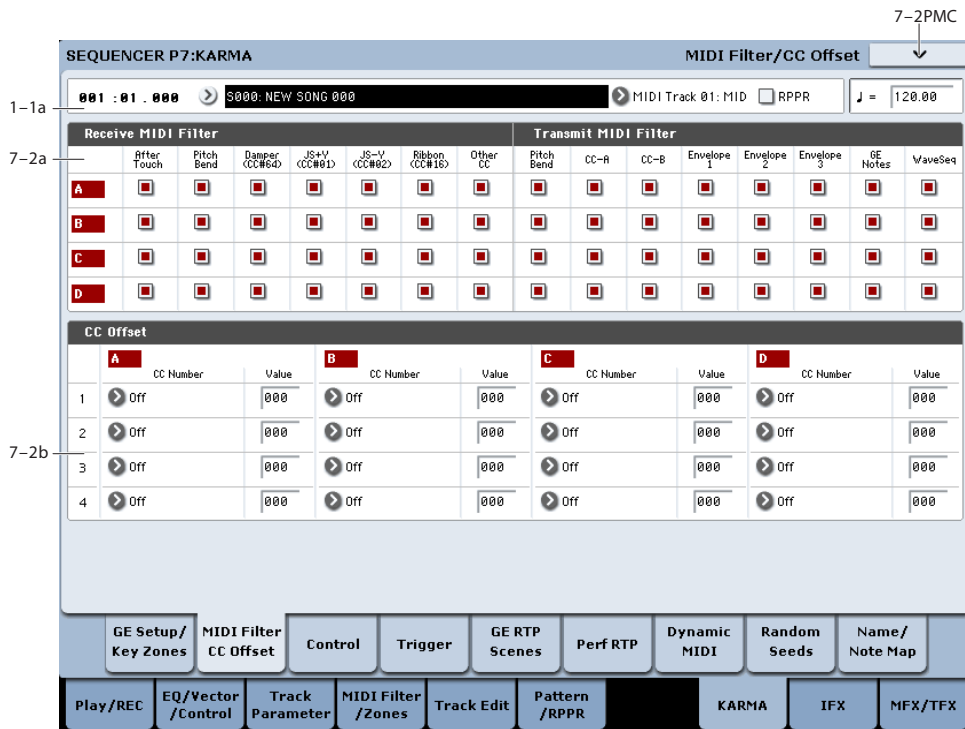 7–2PMC
SEQUENCER P7:KARMA
MIDI Filter/CC Offset
1–1a
001 :01 . 000
S000: NEW SONG 000
MIDI Track 01: MID
RPPR
♩ = 120.00
Receive MIDI Filter
Transmit MIDI Filter
7–2a
After Touch
Pitch Bend
Damper (CC#64)
JS+Y (CC#01)
JS-Y (CC#02)
Ribbon (CC#16)
Other CC
Pitch Bend
CC-A
CC-B
Envelope 1
Envelope 2
Envelope 3
GE Notes
WaveSeq
A
B
C
D
CC Offset
A
B
C
D
CC Number Value CC Number Value CC Number Value CC Number Value
1 Off 000 Off 000 Off 000 Off 000
2 Off 000 Off 000 Off 000 Off 000
7–2b
3 Off 000 Off 000 Off 000 Off 000
4 Off 000 Off 000 Off 000 Off 000
GE Setup/ Key Zones
MIDI Filter CC Offset
Control
Trigger
GE RTP Scenes
Perf RTP
Dynamic MIDI
Random Seeds
Name/ Note Map
Play/REC
EQ/Vector /Control
Track Parameter
MIDI Filter /Zones
Track Edit
Pattern /RPPR
KARMA
IFX
MFX/TFX